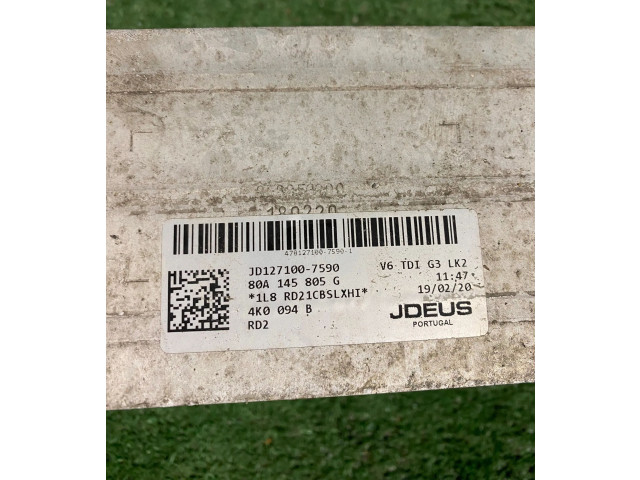 180220
470127100-7590-1
JD127100-7590
80A 145 805 G
*1L8 RD21CBSLXHI*
4K0 094 B
RD2
V6 TDI G3 LK2
11:47
19/02/20
JDEUS
PORTUGAL